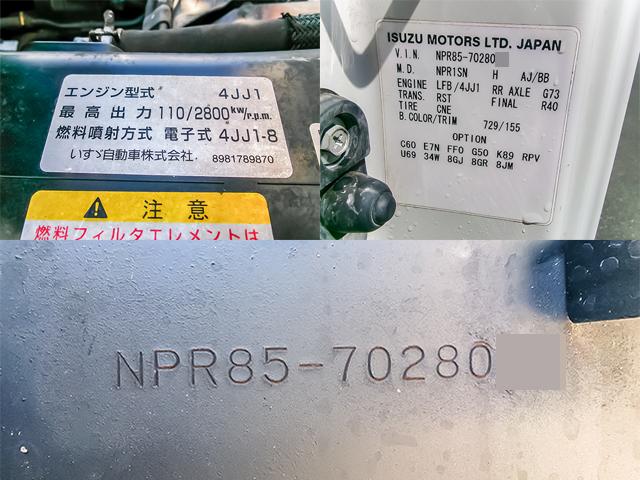 エンジン型式 4JJ1
最高出力 110/2800kw/r.p.m.
燃料噴射方式 電子式 4JJ1-8
いすゞ自動車株式会社. 8981789870
注意
燃料フィルタエレメントは
ISUZU MOTORS LTD. JAPAN
V.I.N. NPR85-70280
M.D. NPR1SN H AJ/BB
ENGINE LFB/4JJ1 RR AXLE G73
TRANS. RST FINAL R40
TIRE CNE
B.COLOR/TRIM 729/155
OPTION
C60 E7N FF0 G50 K89 RPV
U69 34W 8GJ 8GR 8JM
NPR85-70280